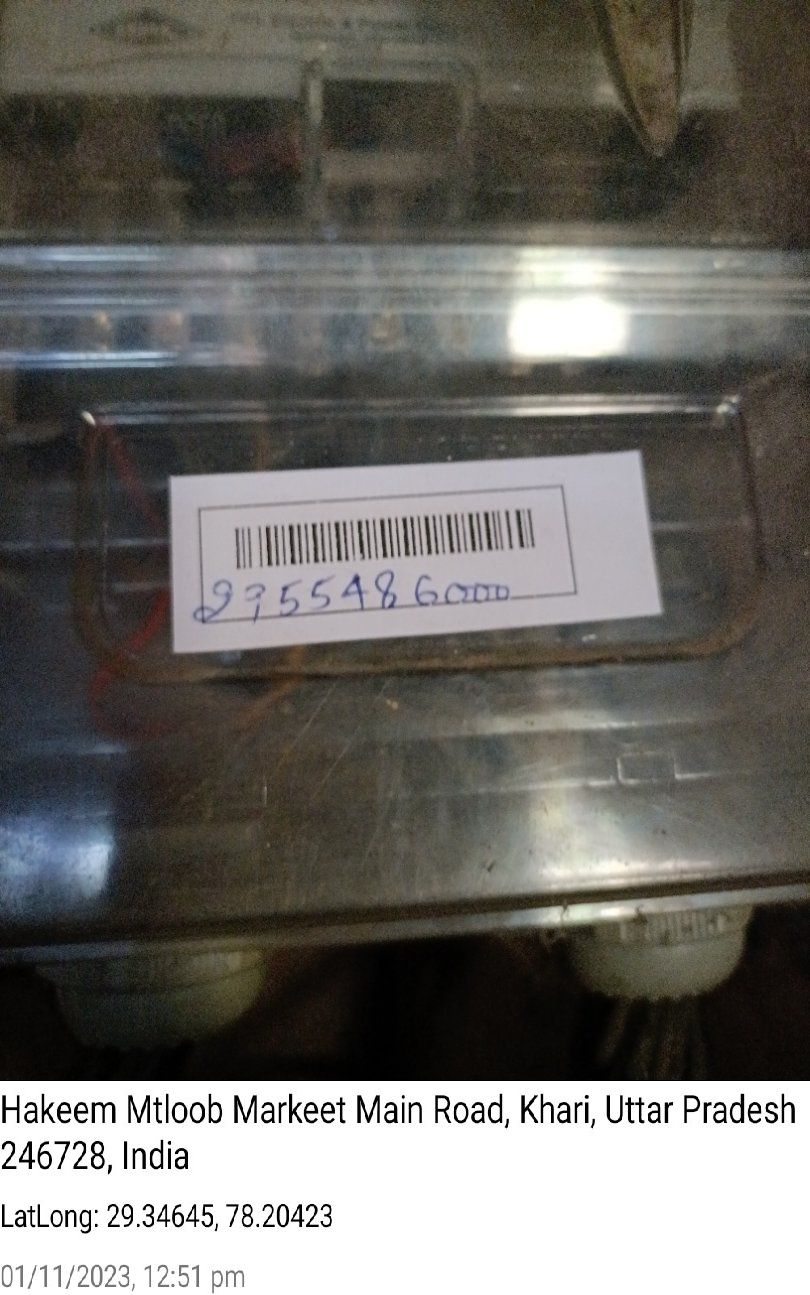 2955486000
Hakeem Mtloob Markeet Main Road, Khari, Uttar Pradesh
246728, India
LatLong: 29.34645, 78.20423
01/11/2023, 12:51 pm